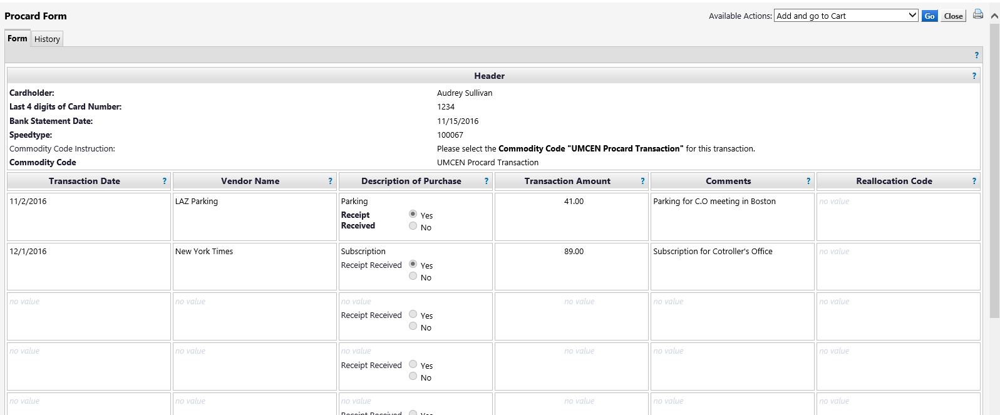 Procard Form
Available Actions: Add and go to Cart Go Close
Form History
?
Header ?
Cardholder: Audrey Sullivan
Last 4 digits of Card Number: 1234
Bank Statement Date: 11/15/2016
Speedtype: 100067
Commodity Code Instruction: Please select the Commodity Code "UMCEN Procard Transaction" for this transaction.
Commodity Code UMCEN Procard Transaction
Transaction Date ? Vendor Name ? Description of Purchase ? Transaction Amount ? Comments ? Reallocation Code ?
11/2/2016 LAZ Parking Parking 41.00 Parking for C.O meeting in Boston no value
Receipt Received Yes
No
12/1/2016 New York Times Subscription 89.00 Subscription for Cotroller's Office no value
Receipt Received Yes
No
no value no value no value no value no value no value
Receipt Received Yes
No
no value no value no value no value no value no value
Receipt Received Yes
No
no value no value no value no value no value no value
Receipt Received Yes